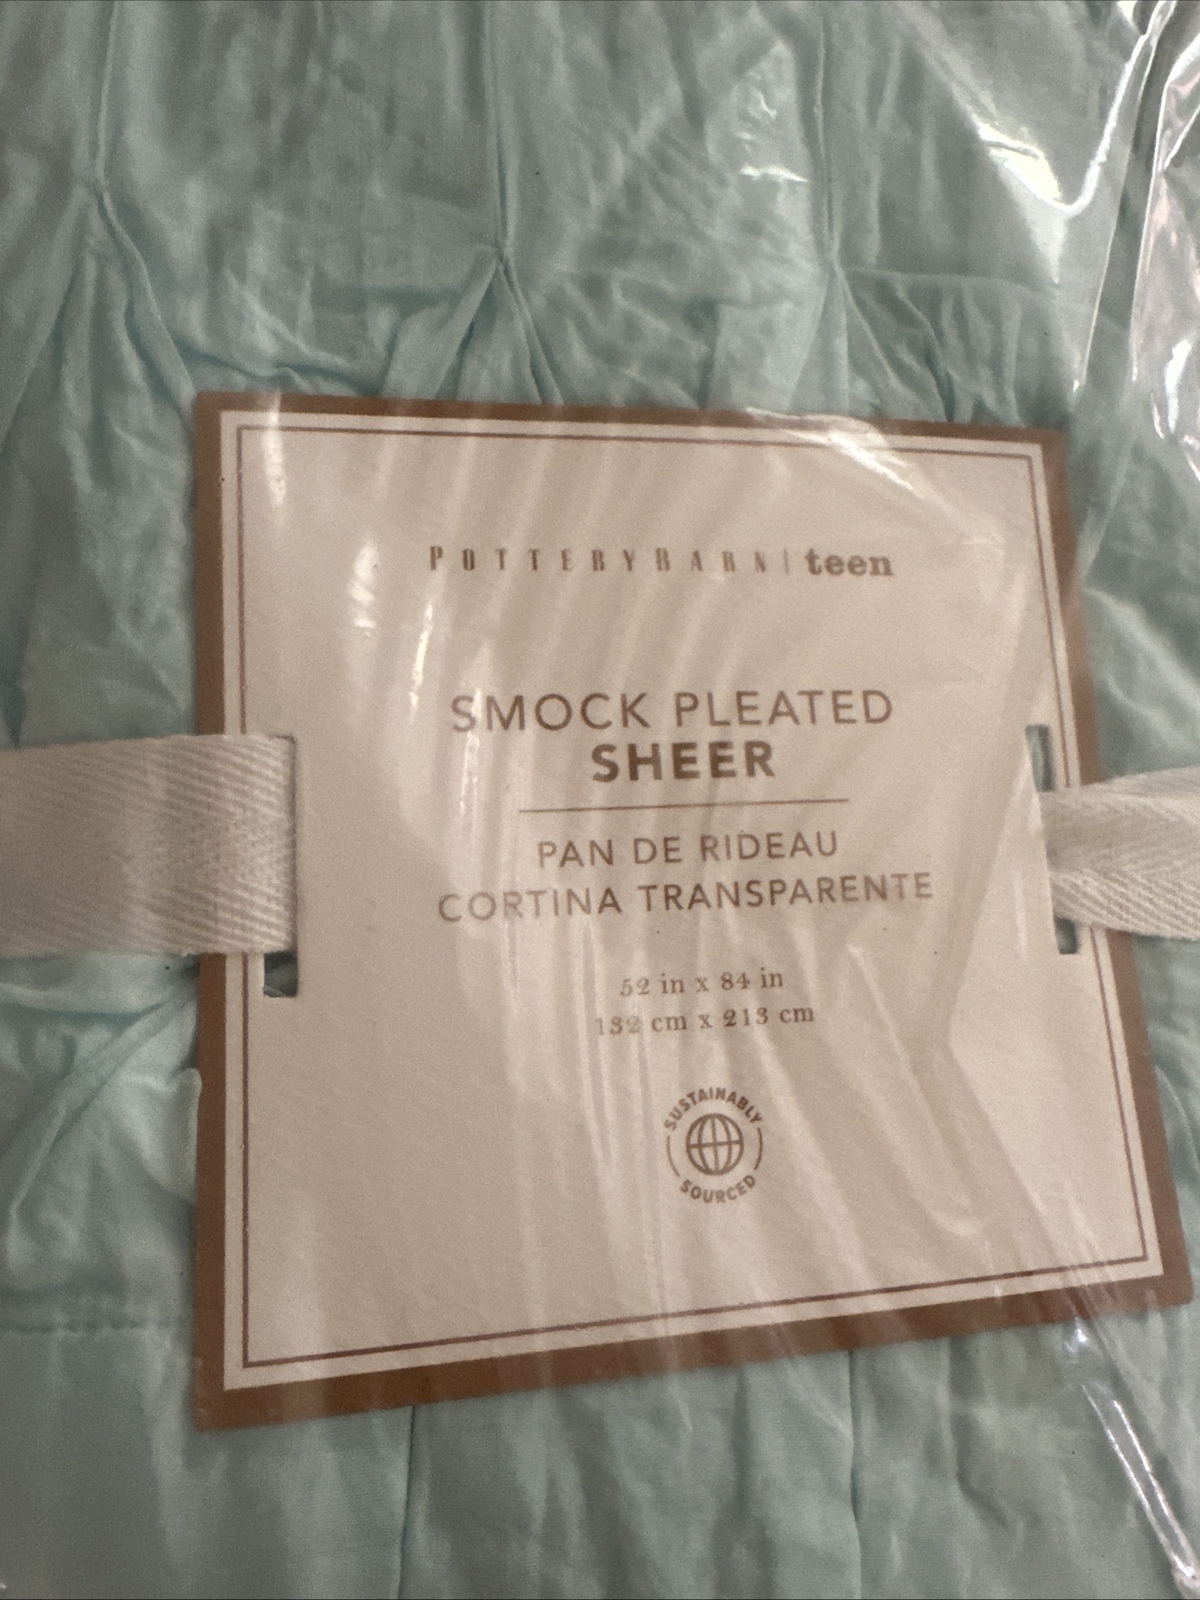 POTTERYBARN | teen
SMOCK PLEATED
SHEER
PAN DE RIDEAU
CORTINA TRANSPARENTE
52 in x 84 in
132 cm x 213 cm
SUSTAINABLY
SOURCED